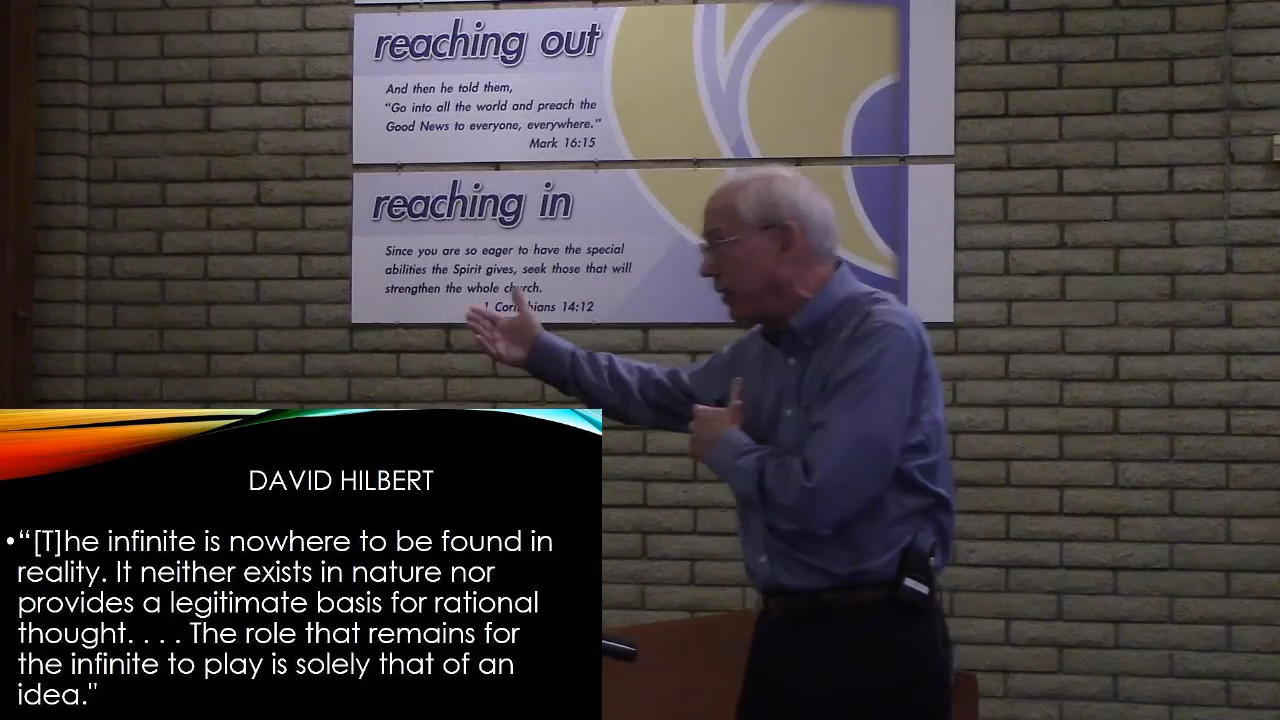 reaching out
And then he told them,
“Go into all the world and preach the
Good News to everyone, everywhere.”
Mark 16:15
reaching in
Since you are so eager to have the special
abilities the Spirit gives, seek those that will
strengthen the whole church.
1 Corinthians 14:12
DAVID HILBERT
•“[T]he infinite is nowhere to be found in
reality. It neither exists in nature nor
provides a legitimate basis for rational
thought. . . . The role that remains for
the infinite to play is solely that of an
idea."